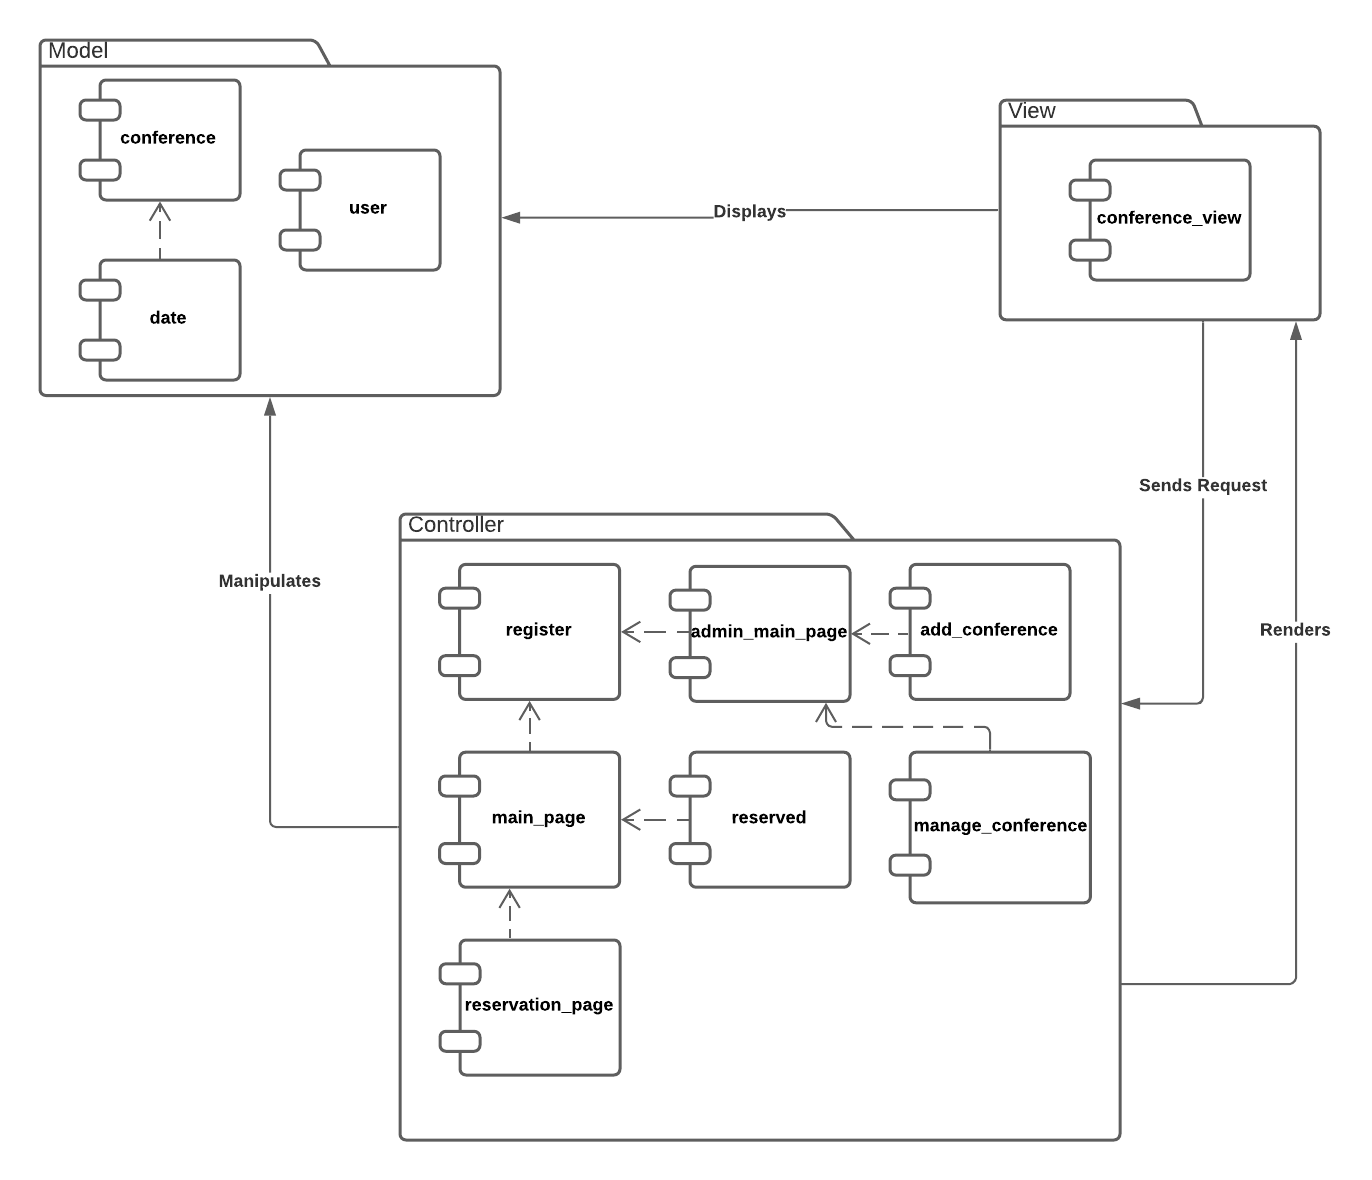 Model
View
conference
user
Displays
conference_view
date
Sends Request
Controller
Manipulates
register
admin_main_page
add_conference
Renders
main_page
reserved
manage_conference
reservation_page